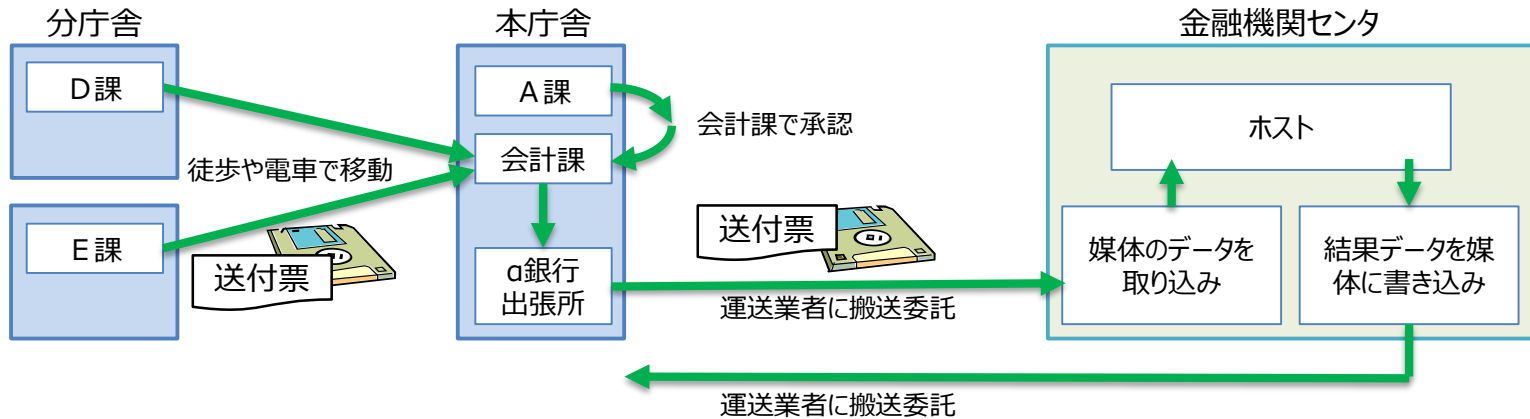 分庁舎
D課
E課
徒歩や電車で移動
送付票
本庁舎
A課
会計課
α銀行
出張所
会計課で承認
送付票
運送業者に搬送委託
運送業者に搬送委託
金融機関センタ
ホスト
媒体のデータを
取り込み
結果データを媒
体に書き込み